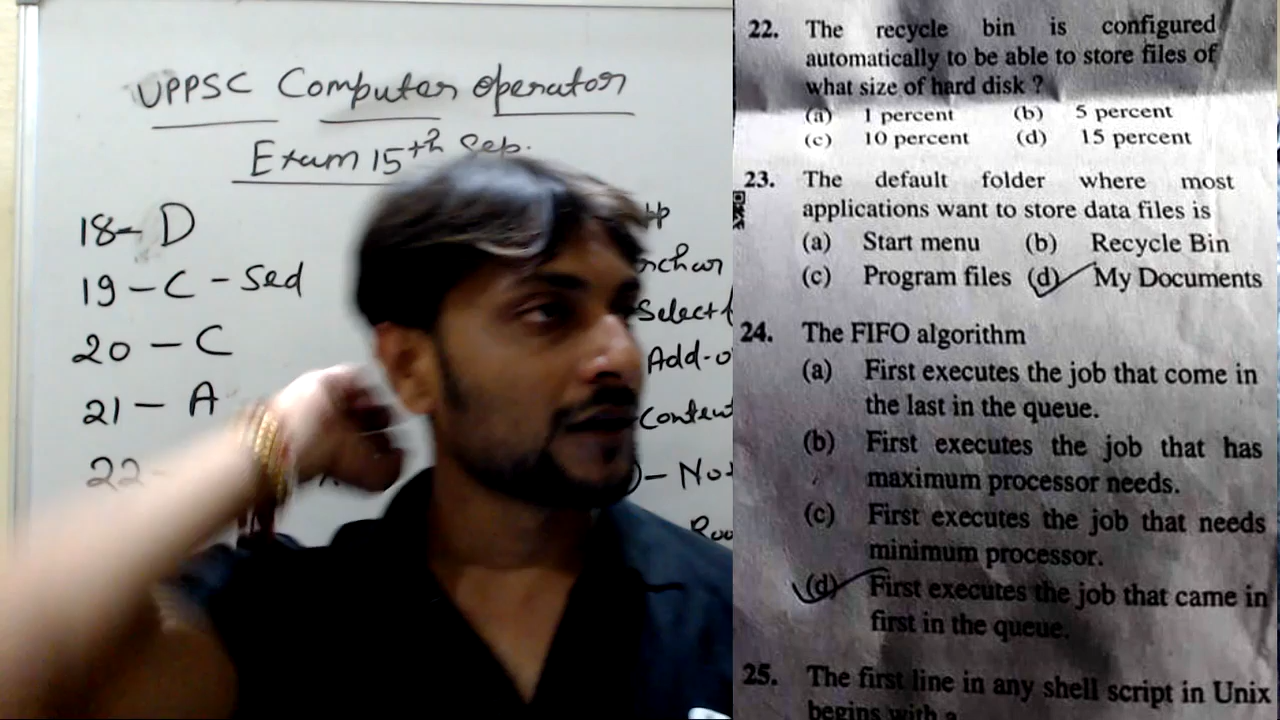 UPPSC Computer Operator
Exam 15th Sep.
18- D
19 - C - Sed
20 - C
21 - A
22-
Select
Add-o
- No
22. The recycle bin is configured
automatically to be able to store files of
what size of hard disk ?
(a) 1 percent (b) 5 percent
(c) 10 percent (d) 15 percent
23. The default folder where most
applications want to store data files is
(a) Start menu (b) Recycle Bin
(c) Program files (d) My Documents
24. The FIFO algorithm
(a) First executes the job that come in
the last in the queue.
(b) First executes the job that has
maximum processor needs.
(c) First executes the job that needs
minimum processor.
(d) First executes the job that came in
first in the queue.
25. The first line in any shell script in Unix
begins with a